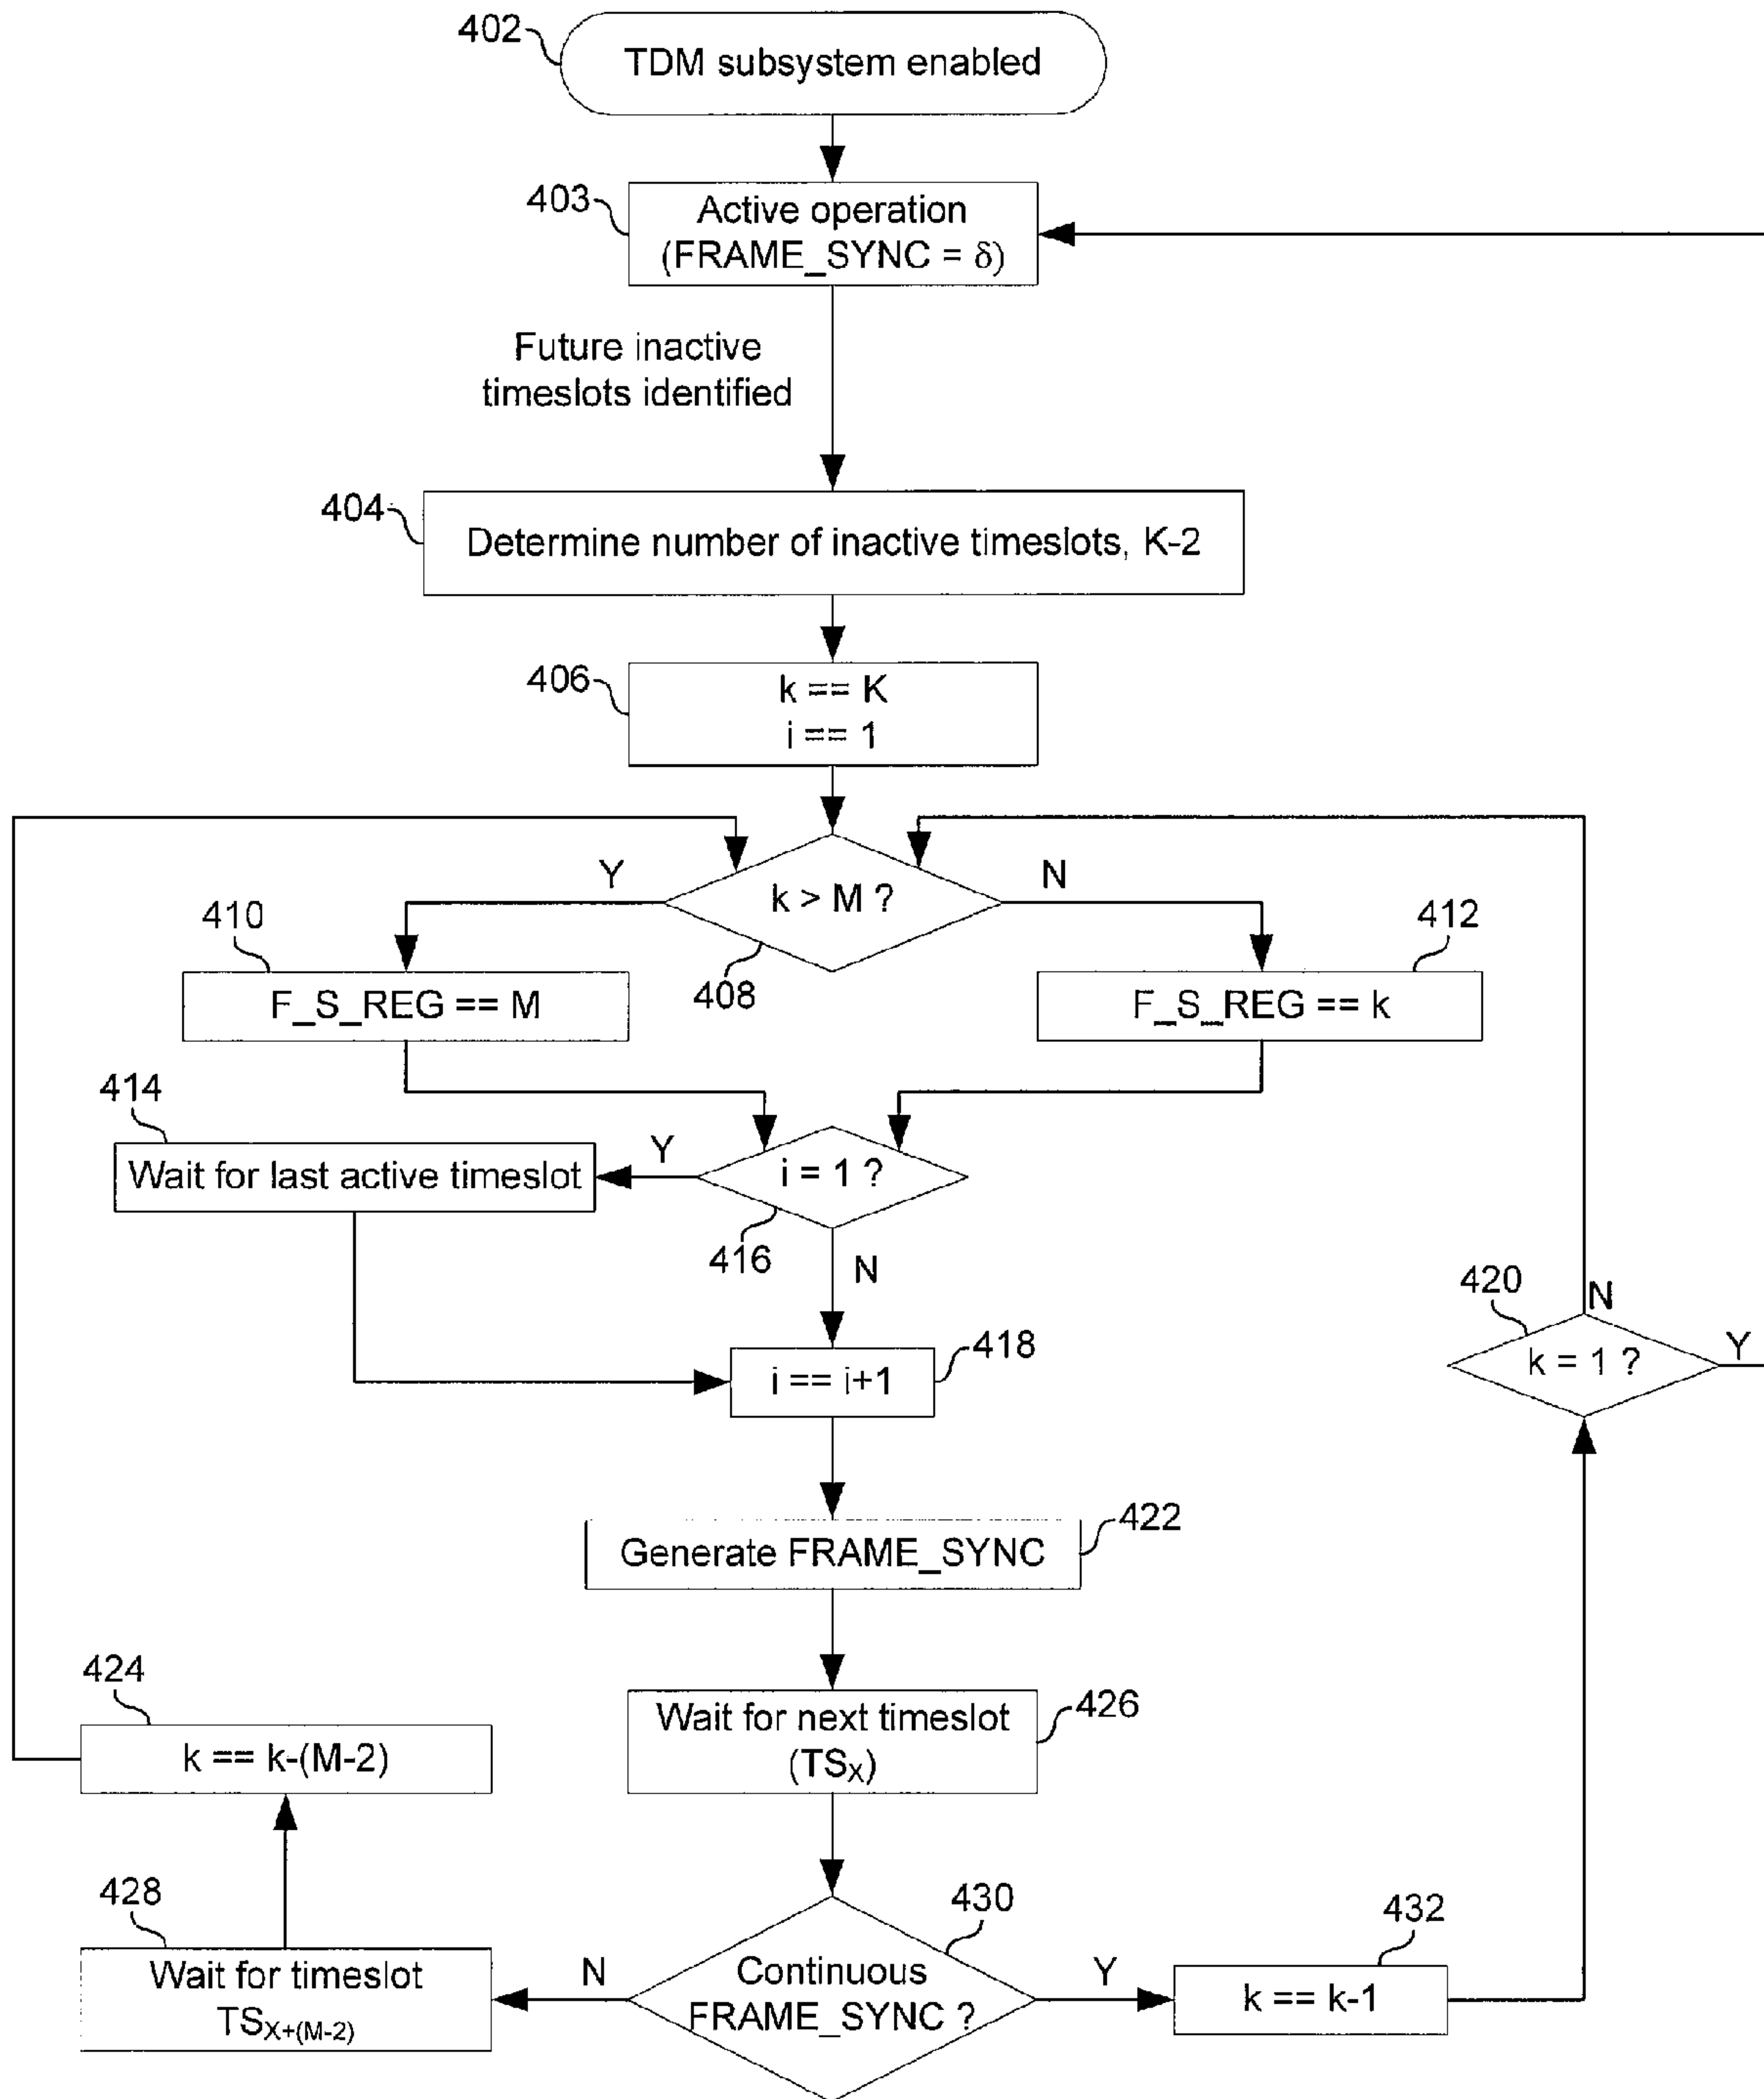 402
TDM subsystem enabled
403
Active operation
(FRAME_SYNC = δ)
Future inactive
timeslots identified
404
Determine number of inactive timeslots, K-2
406
k == K
i == 1
Y
k > M ?
N
408
410
F_S_REG == M
412
F_S_REG == k
414
Wait for last active timeslot
Y
i = 1 ?
416
N
418
i == i+1
420
N
k = 1 ?
Y
Generate FRAME_SYNC
422
424
k == k-(M-2)
Wait for next timeslot
(TSX)
426
428
Wait for timeslot
TSX+(M-2)
N
Continuous
FRAME_SYNC ?
430
Y
432
k == k-1